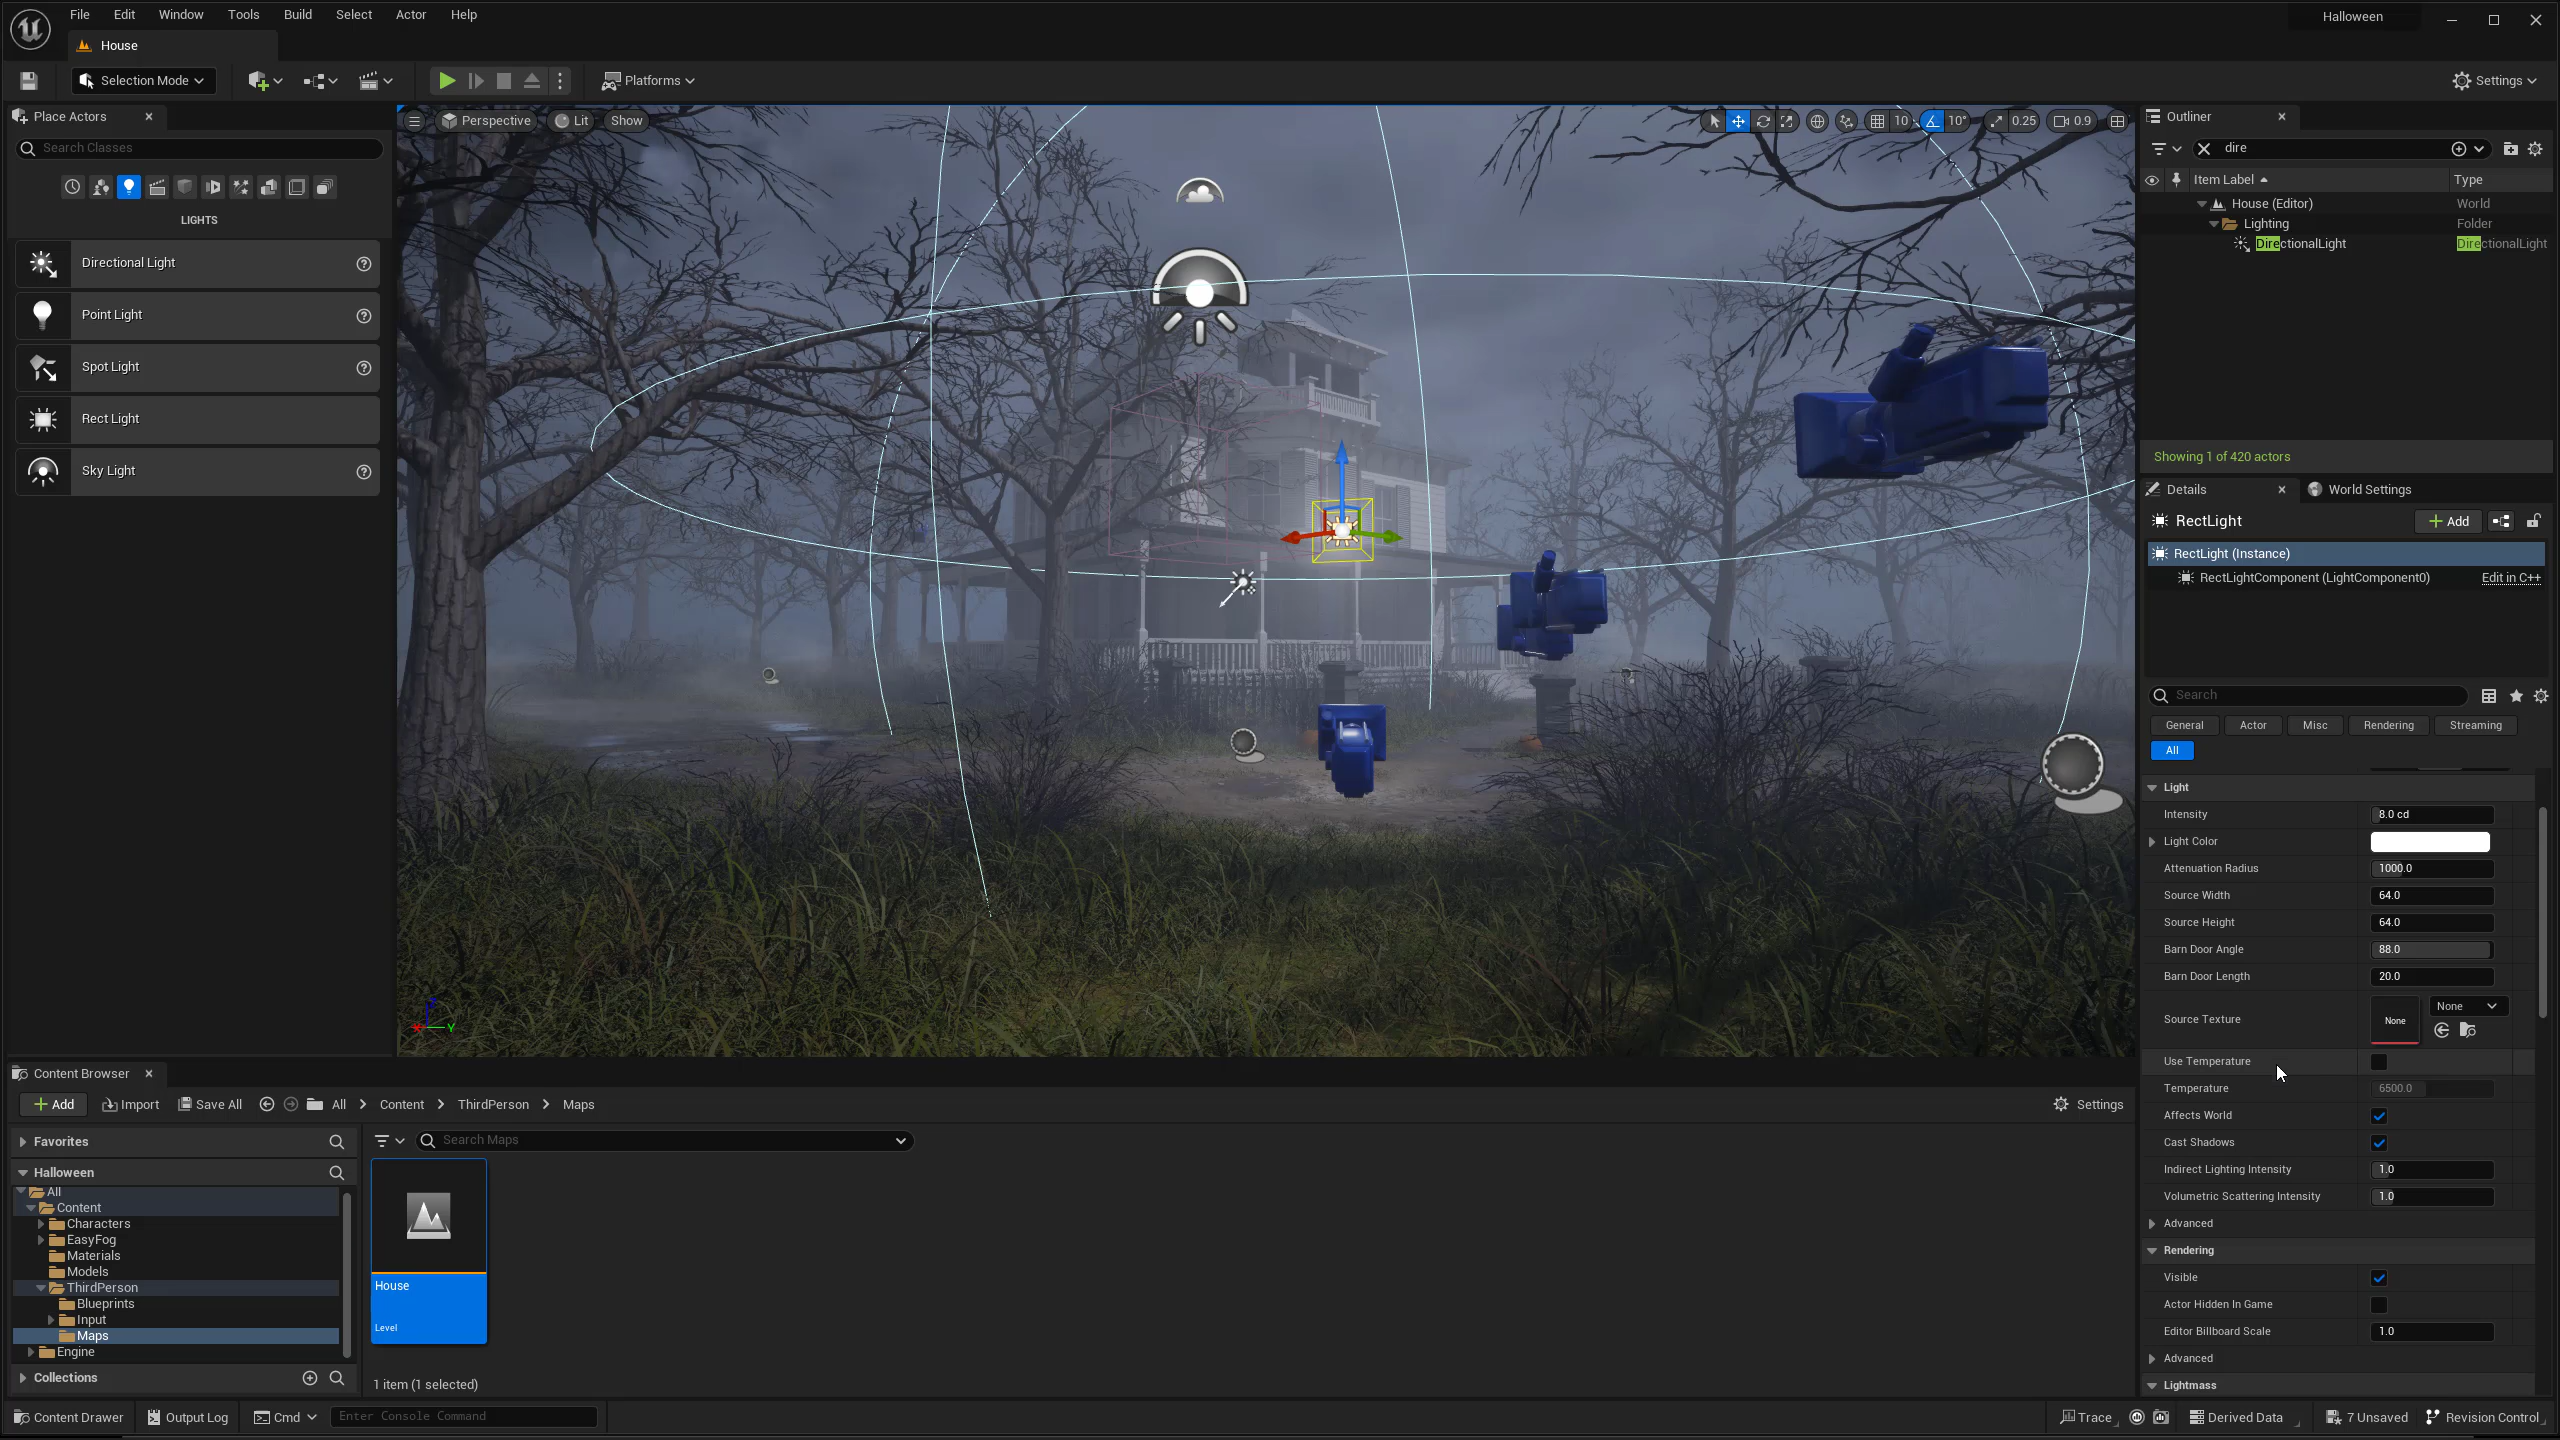 File Edit Window Tools Build Select Actor Help
Halloween
House
Selection Mode
Platforms
Settings
Place Actors
Search Classes
LIGHTS
Directional Light
Point Light
Spot Light
Rect Light
Sky Light
Perspective Lit Show
10 10° 0.25 0.9
Outliner
dire
Item Label Type
House (Editor) World
Lighting Folder
DirectionalLight DirectionalLight
Showing 1 of 420 actors
Details World Settings
RectLight + Add
RectLight (Instance)
RectLightComponent (LightComponent0) Edit in C++
Search
General Actor Misc Rendering Streaming
All
Light
Intensity 8.0 cd
Light Color
Attenuation Radius 1000.0
Source Width 64.0
Source Height 64.0
Barn Door Angle 88.0
Barn Door Length 20.0
Source Texture None None
Use Temperature
Temperature 6500.0
Affects World
Cast Shadows
Indirect Lighting Intensity 1.0
Volumetric Scattering Intensity 1.0
Advanced
Rendering
Visible
Actor Hidden In Game
Editor Billboard Scale 1.0
Advanced
Lightmass
Y
Content Browser
+ Add Import Save All All > Content > ThirdPerson > Maps Settings
Favorites
Halloween
All
Content
Characters
EasyFog
Materials
Models
ThirdPerson
Blueprints
Input
Maps
Engine
Collections
Search Maps
House
Level
1 item (1 selected)
Content Drawer Output Log Cmd Enter Console Command
Trace Derived Data 7 Unsaved Revision Control